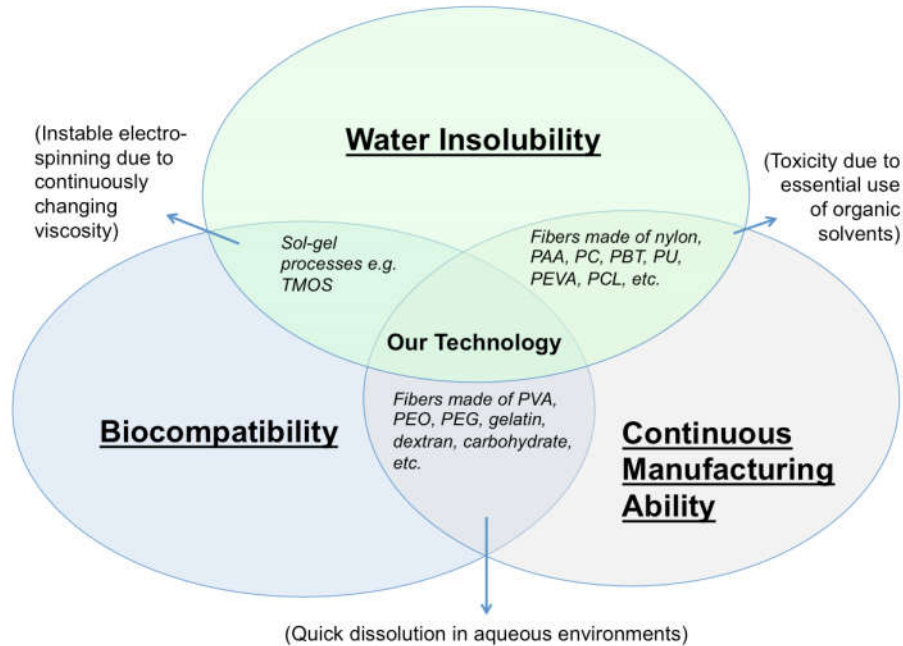 Water Insolubility
(Instable electro-
spinning due to
continuously
changing
viscosity)
(Toxicity due to
essential use
of organic
solvents)
Sol-gel
processes e.g.
TMOS
Fibers made of nylon,
PAA, PC, PBT, PU,
PEVA, PCL, etc.
Our Technology
Biocompatibility
Fibers made of PVA,
PEO, PEG, gelatin,
dextran, carbohydrate,
etc.
Continuous
Manufacturing
Ability
(Quick dissolution in aqueous environments)